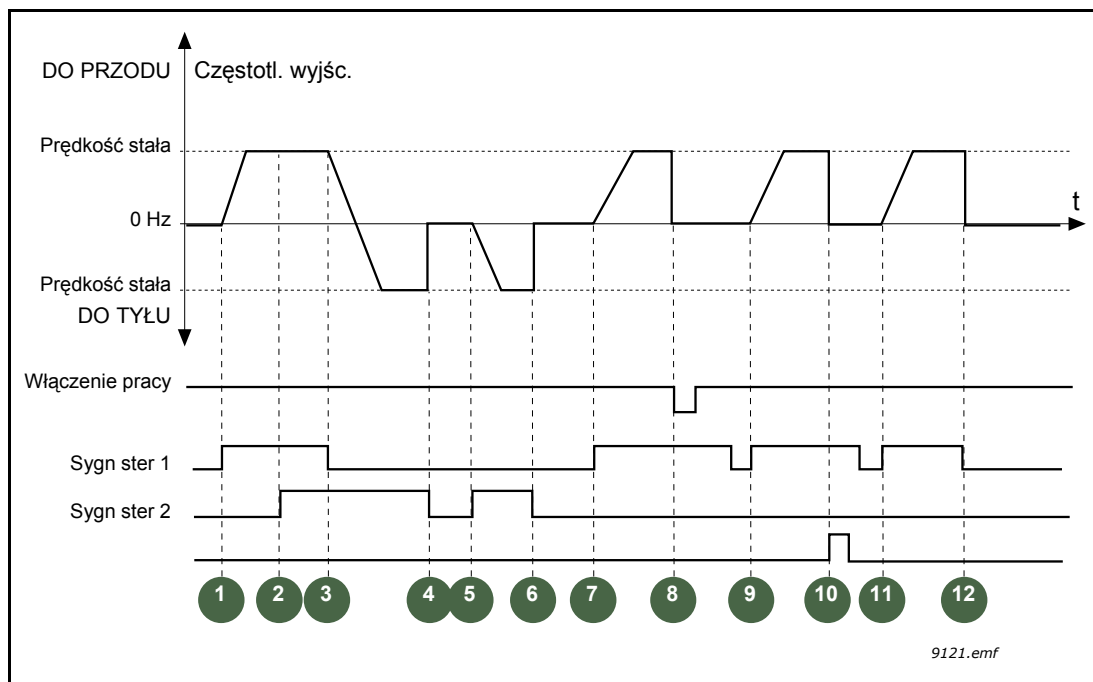 DO PRZODU
Częstotl. wyjśc.
Prędkość stała
0 Hz
t
Prędkość stała
DO TYŁU
Włączenie pracy
Sygn ster 1
Sygn ster 2
1 2 3 4 5 6 7 8 9 10 11 12
9121.emf